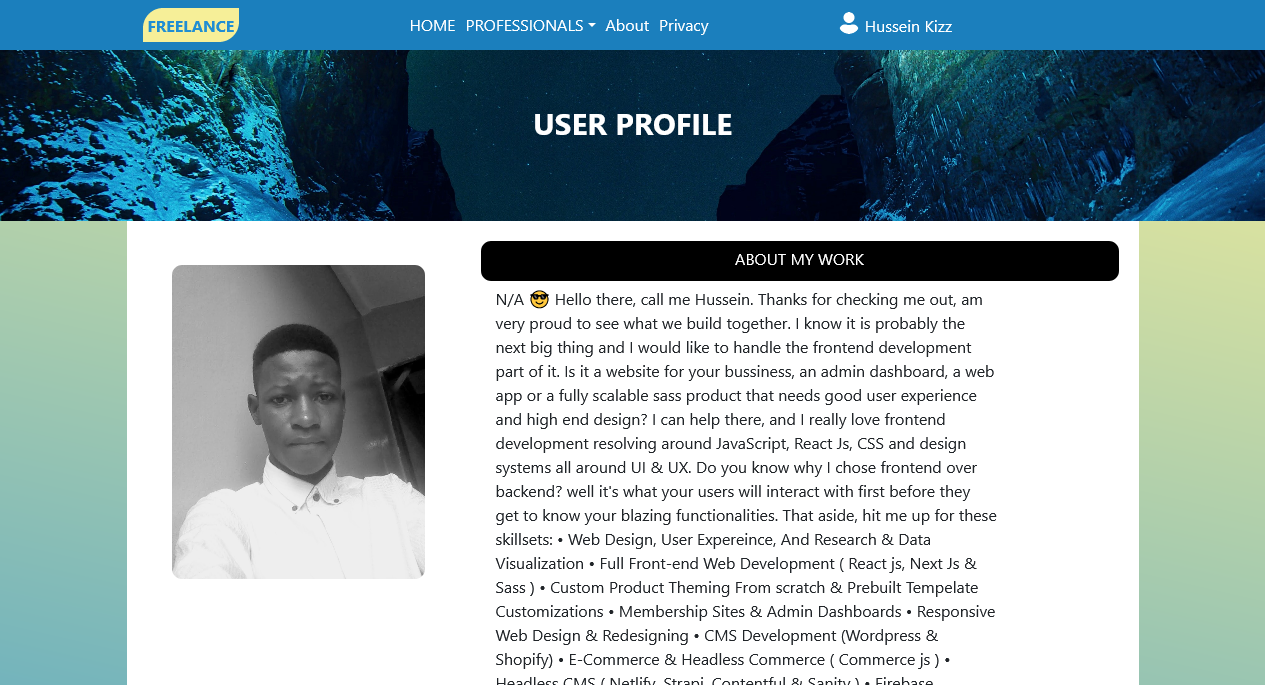 FREELANCE
HOME PROFESSIONALS About Privacy
Hussein Kizz
USER PROFILE
ABOUT MY WORK
N/A 😎 Hello there, call me Hussein. Thanks for checking me out, am
very proud to see what we build together. I know it is probably the
next big thing and I would like to handle the frontend development
part of it. Is it a website for your bussiness, an admin dashboard, a web
app or a fully scalable sass product that needs good user experience
and high end design? I can help there, and I really love frontend
development resolving around JavaScript, React Js, CSS and design
systems all around UI & UX. Do you know why I chose frontend over
backend? well it's what your users will interact with first before they
get to know your blazing functionalities. That aside, hit me up for these
skillsets: • Web Design, User Expereince, And Research & Data
Visualization • Full Front-end Web Development ( React js, Next Js &
Sass ) • Custom Product Theming From scratch & Prebuilt Tempelate
Customizations • Membership Sites & Admin Dashboards • Responsive
Web Design & Redesigning • CMS Development (Wordpress &
Shopify) • E-Commerce & Headless Commerce ( Commerce js ) •
Headless CMS ( Netlify, Strapi, Contentful & Sanity ) • Firebase